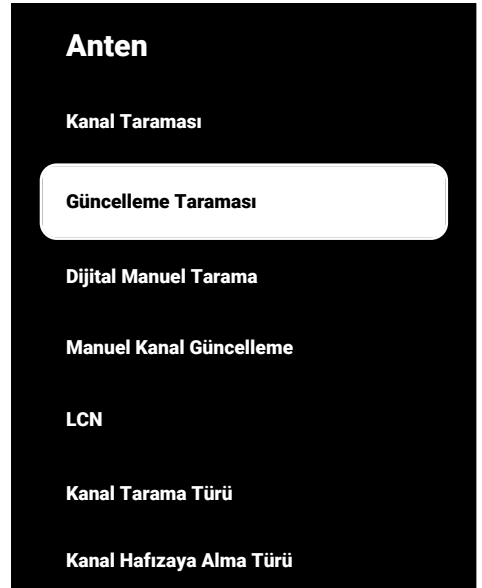 Anten
Kanal Taraması
Güncelleme Taraması
Dijital Manuel Tarama
Manuel Kanal Güncelleme
LCN
Kanal Tarama Türü
Kanal Hafızaya Alma Türü